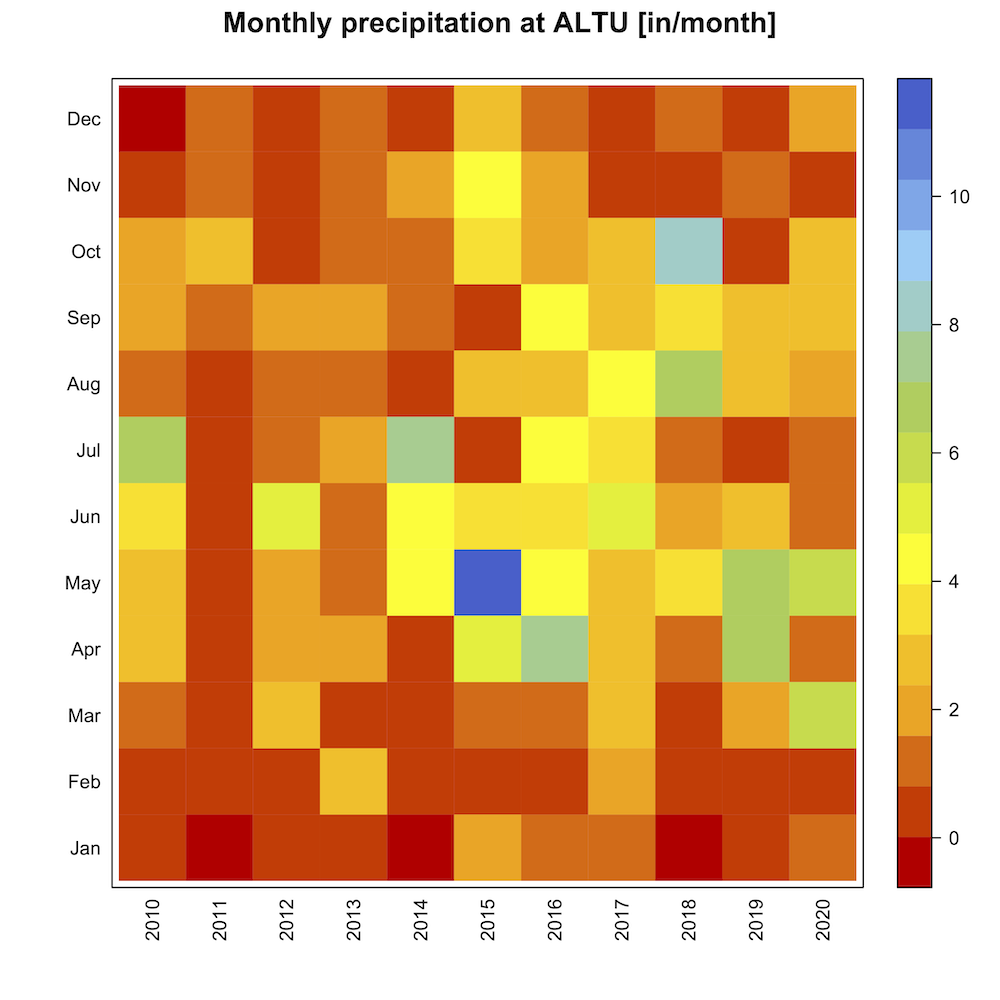 Monthly precipitation at ALTU [in/month]
Dec
Nov
Oct
Sep
Aug
Jul
Jun
May
Apr
Mar
Feb
Jan
2010 2011 2012 2013 2014 2015 2016 2017 2018 2019 2020
10
8
6
4
2
0